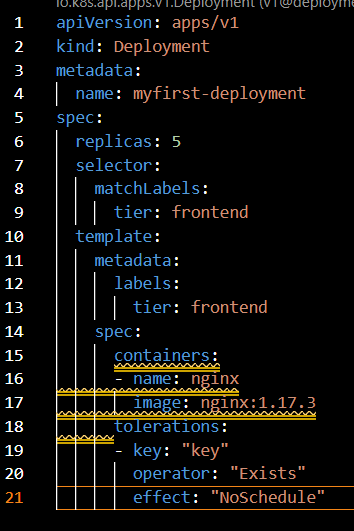 io.k8s.api.apps.v1.Deployment (v1@deployme
1 apiVersion: apps/v1
2 kind: Deployment
3 metadata:
4   name: myfirst-deployment
5 spec:
6   replicas: 5
7   selector:
8     matchLabels:
9       tier: frontend
10   template:
11     metadata:
12       labels:
13         tier: frontend
14     spec:
15       containers:
16       - name: nginx
17         image: nginx:1.17.3
18       tolerations:
19       - key: "key"
20         operator: "Exists"
21         effect: "NoSchedule"